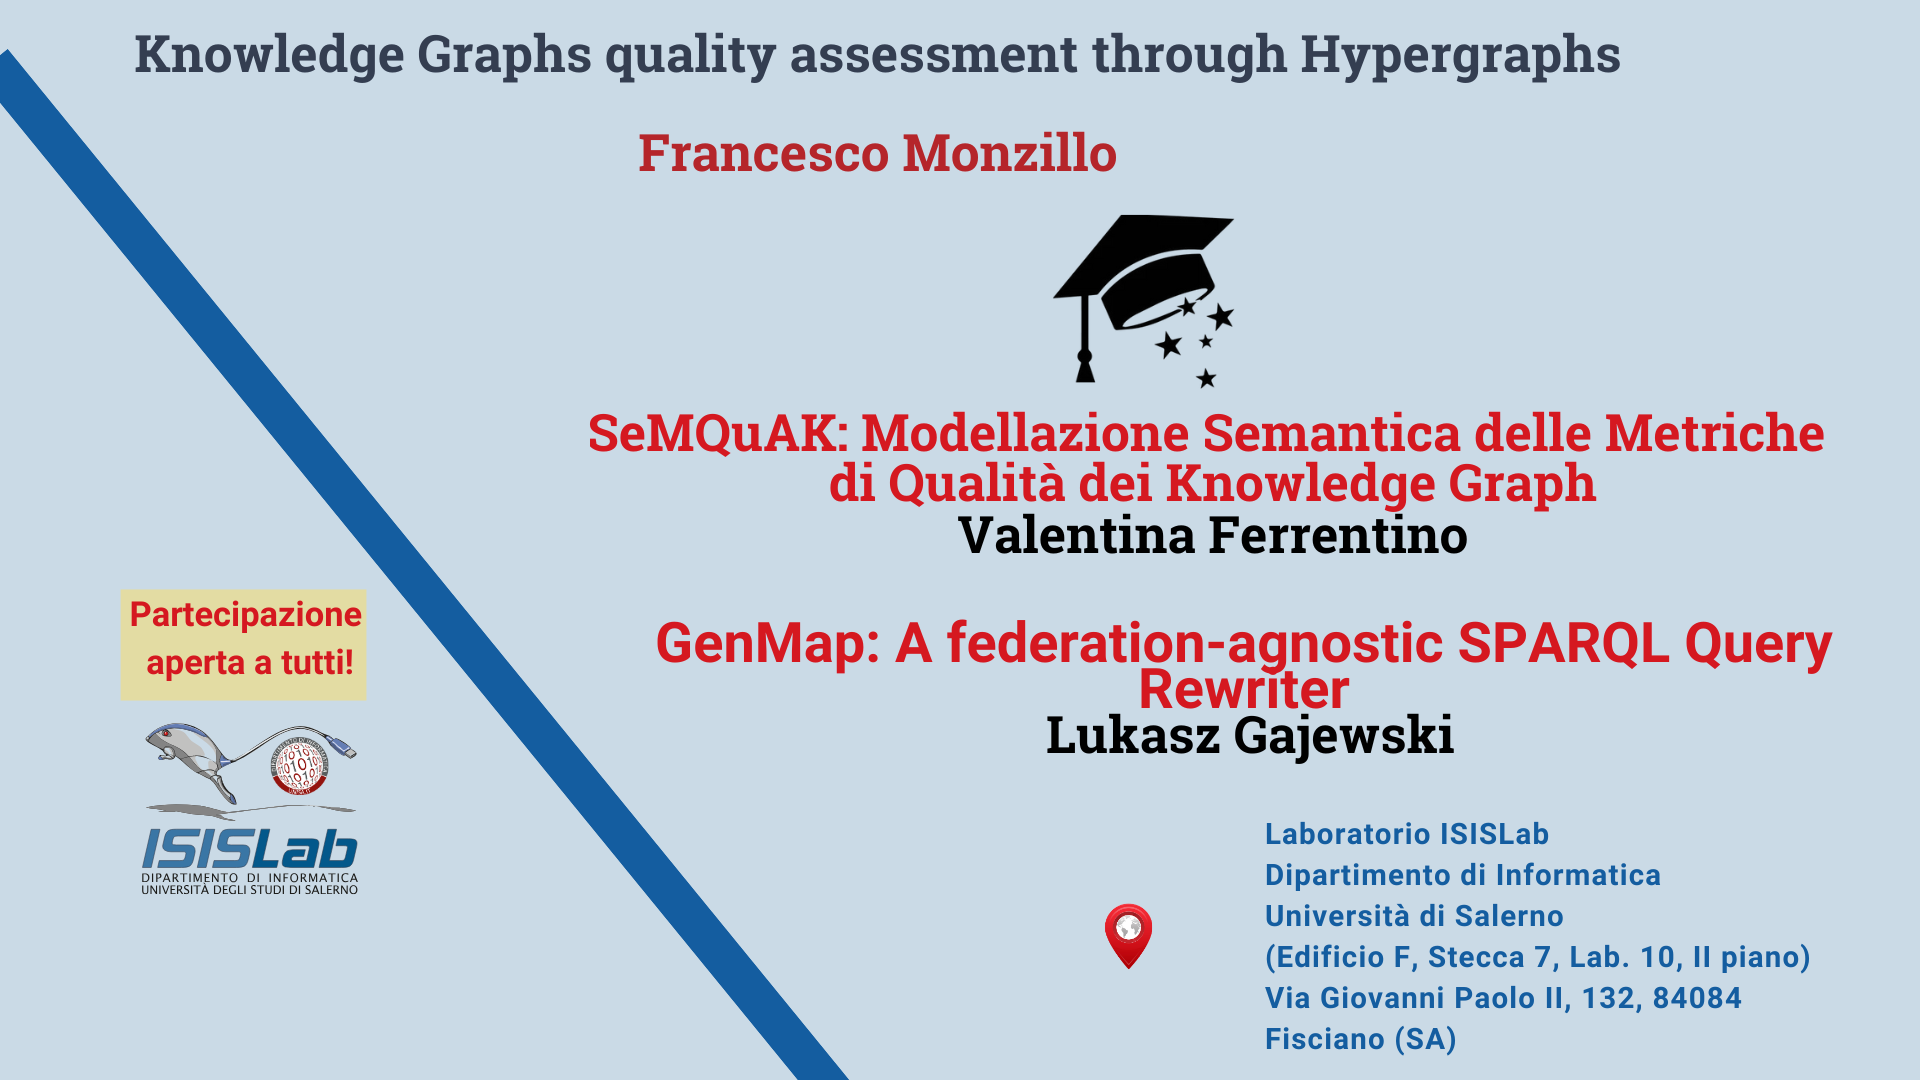 Knowledge Graphs quality assessment through Hypergraphs
Francesco Monzillo
SeMQuAK: Modellazione Semantica delle Metriche
di Qualità dei Knowledge Graph
Valentina Ferrentino
GenMap: A federation-agnostic SPARQL Query
Rewriter
Lukasz Gajewski
Partecipazione
aperta a tutti!
ISISLab
DIPARTIMENTO DI INFORMATICA
UNIVERSITÀ DEGLI STUDI DI SALERNO
Laboratorio ISISLab
Dipartimento di Informatica
Università di Salerno
(Edificio F, Stecca 7, Lab. 10, II piano)
Via Giovanni Paolo II, 132, 84084
Fisciano (SA)